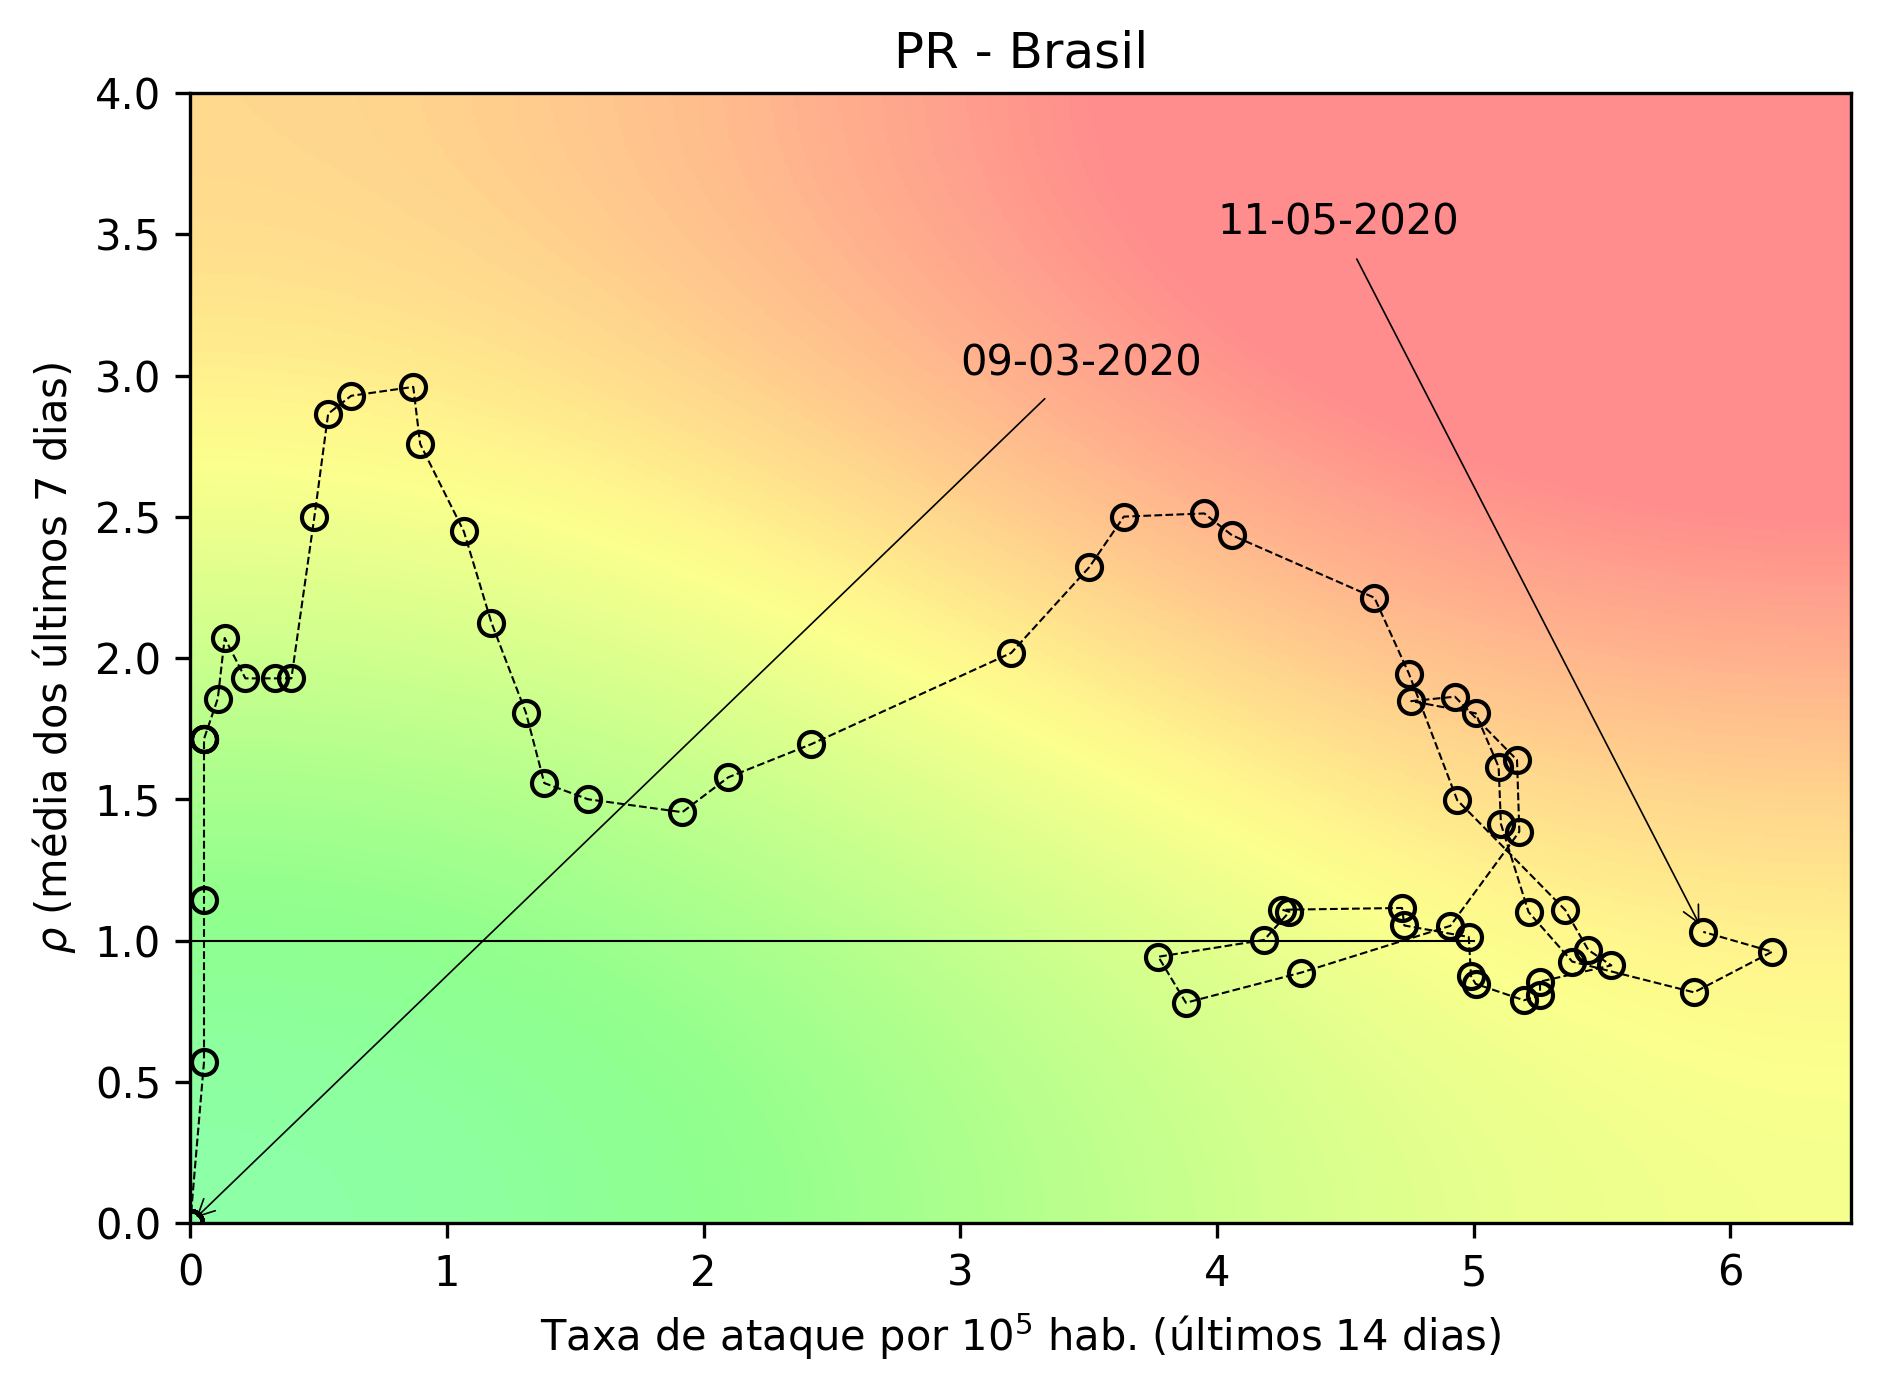 PR - Brasil
4.0
3.5
3.0
2.5
2.0
1.5
1.0
0.5
0.0
ρ (média dos últimos 7 dias)
11-05-2020
09-03-2020
0 1 2 3 4 5 6
Taxa de ataque por 10⁵ hab. (últimos 14 dias)